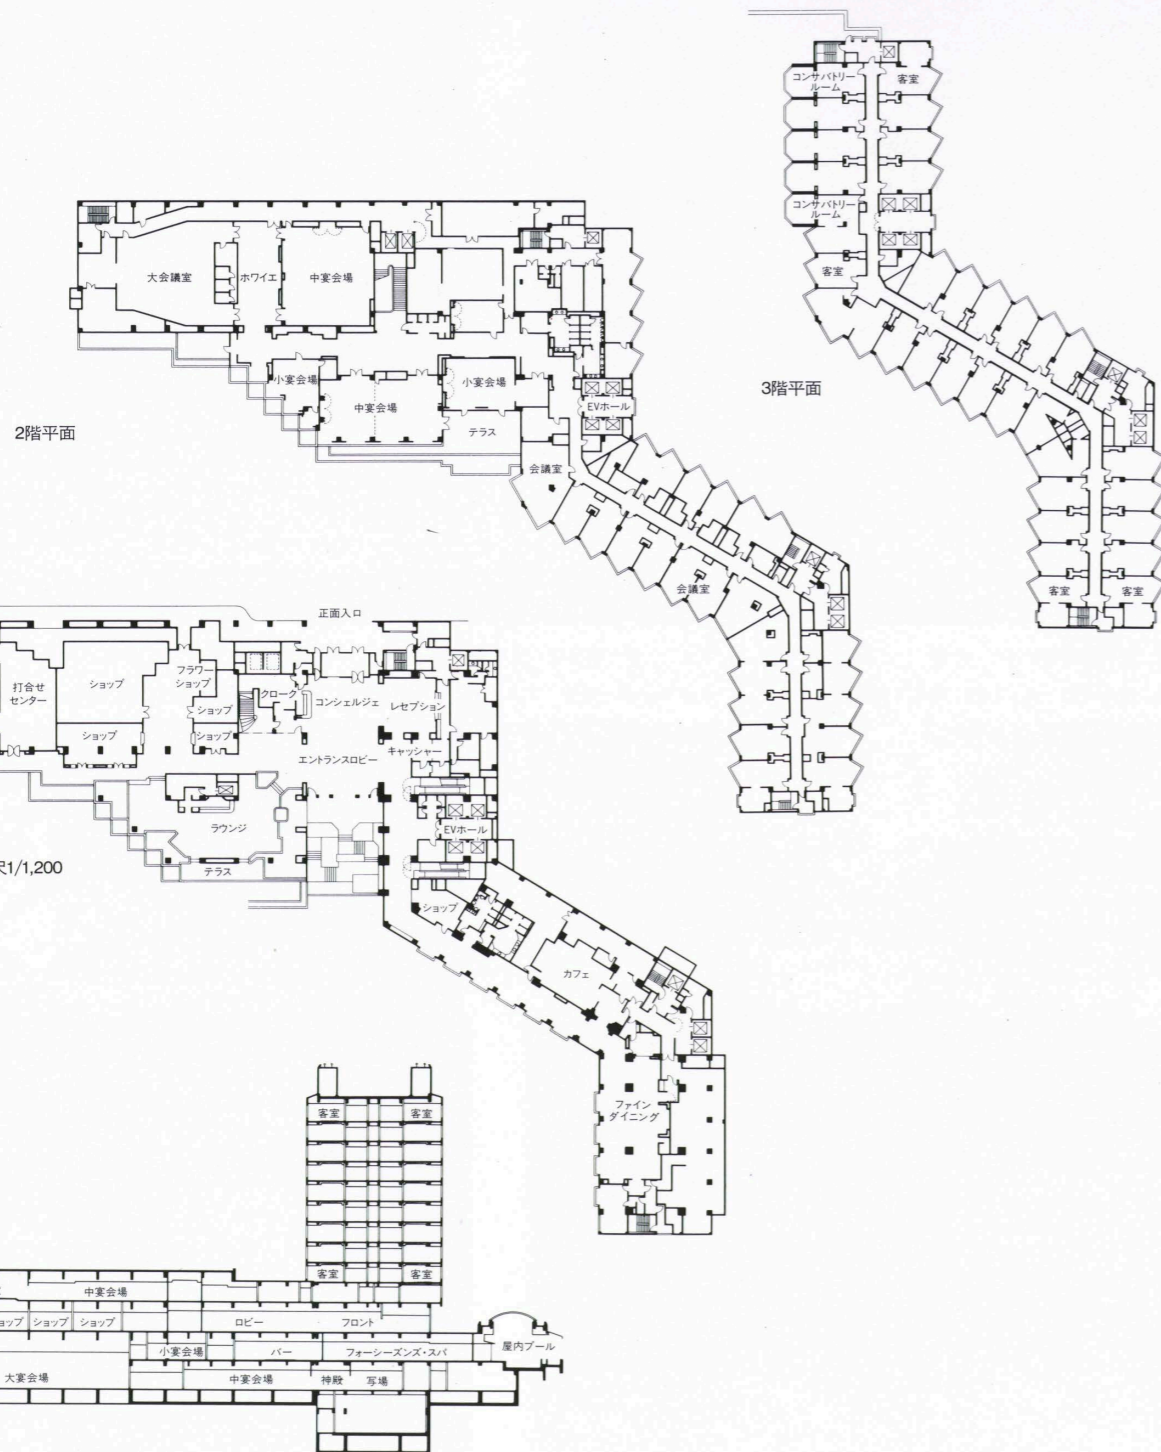 コンサバトリー
ルーム
客室
コンサバトリー
ルーム
客室
3階平面
客室
客室
大会議室
ホワイエ
中宴会場
小宴会場
中宴会場
小宴会場
EVホール
テラス
2階平面
会議室
会議室
正面入口
打合せ
センター
ショップ
フラワー
ショップ
ショップ
ショップ
ショップ
クローク
コンシェルジェ
レセプション
キャッシャー
エントランスロビー
ラウンジ
EVホール
テラス
尺1/1,200
ショップ
カフェ
ファイン
ダイニング
客室
客室
客室
客室
中宴会場
ョップ
ショップ
ショップ
ロビー
フロント
小宴会場
バー
フォーシーズンズ・スパ
屋内プール
大宴会場
中宴会場
神殿
写場